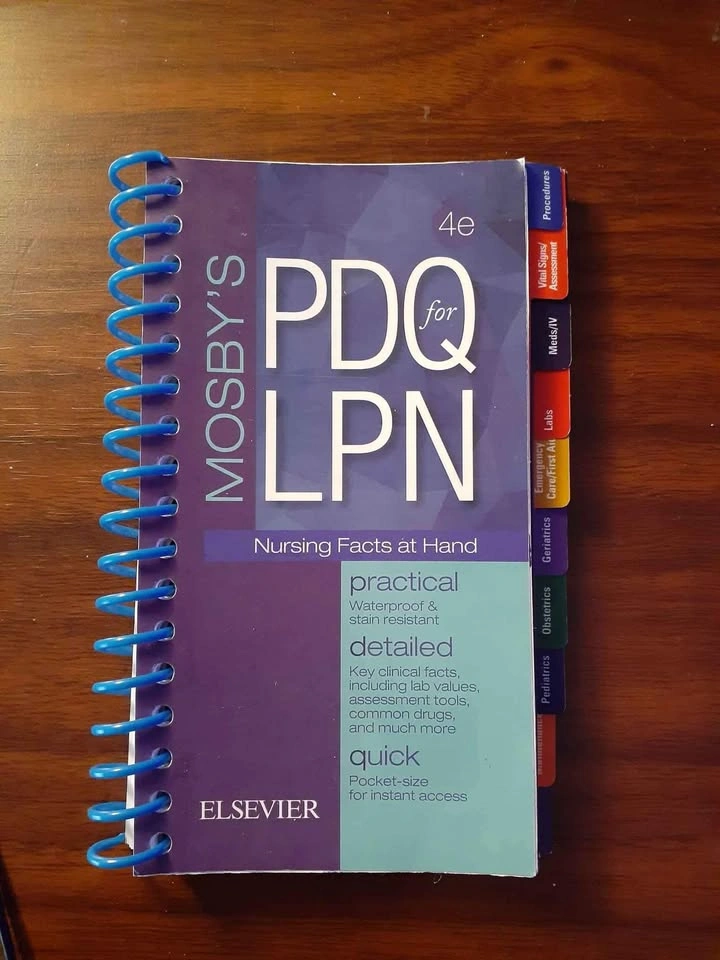 4e
MOSBY'S
PDQ
for
LPN
Nursing Facts at Hand
practical
Waterproof &
stain resistant
detailed
Key clinical facts,
including lab values,
assessment tools,
common drugs,
and much more
quick
Pocket-size
for instant access
ELSEVIER
Procedures
Vital Signs/
Assessment
Meds/IV
Labs
Emergency
Care/First Aid
Geriatrics
Obstetrics
Pediatrics